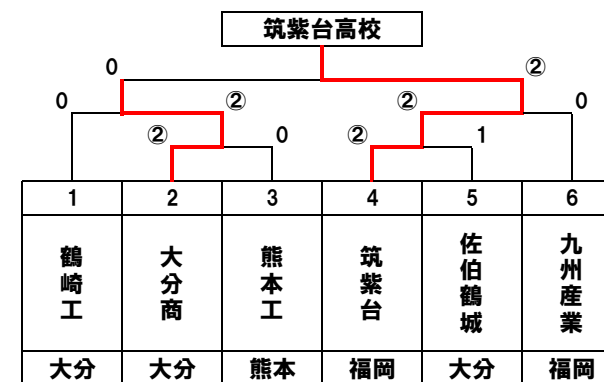 筑紫台高校
0 ②
0 ② ② 0
② 0 ② 1
1 2 3 4 5 6
鶴崎工 大分商 熊本工 筑紫台 佐伯鶴城 九州産業
大分 大分 熊本 福岡 大分 福岡